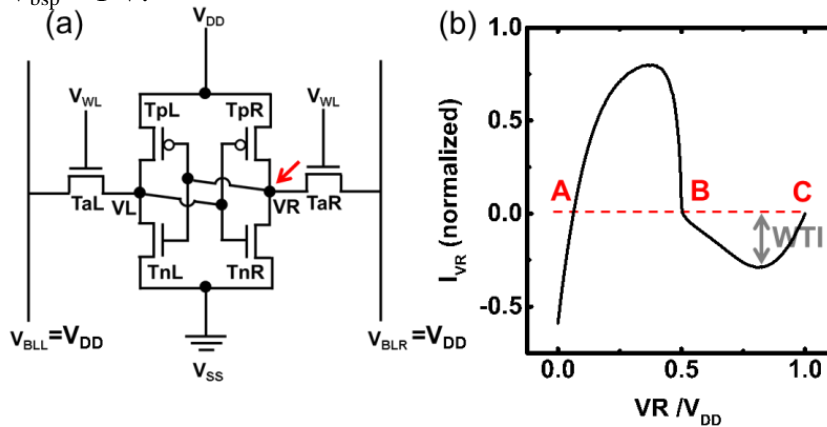 (a)
V_DD
V_WL
TpL
TpR
V_WL
TaL
VL
VR
TaR
TnL
TnR
V_BLL=V_DD
V_SS
V_BLR=V_DD
(b)
I_VR (normalized)
1.0
0.5
0.0
-0.5
A
B
C
WTI
0.0
0.5
1.0
VR /V_DD